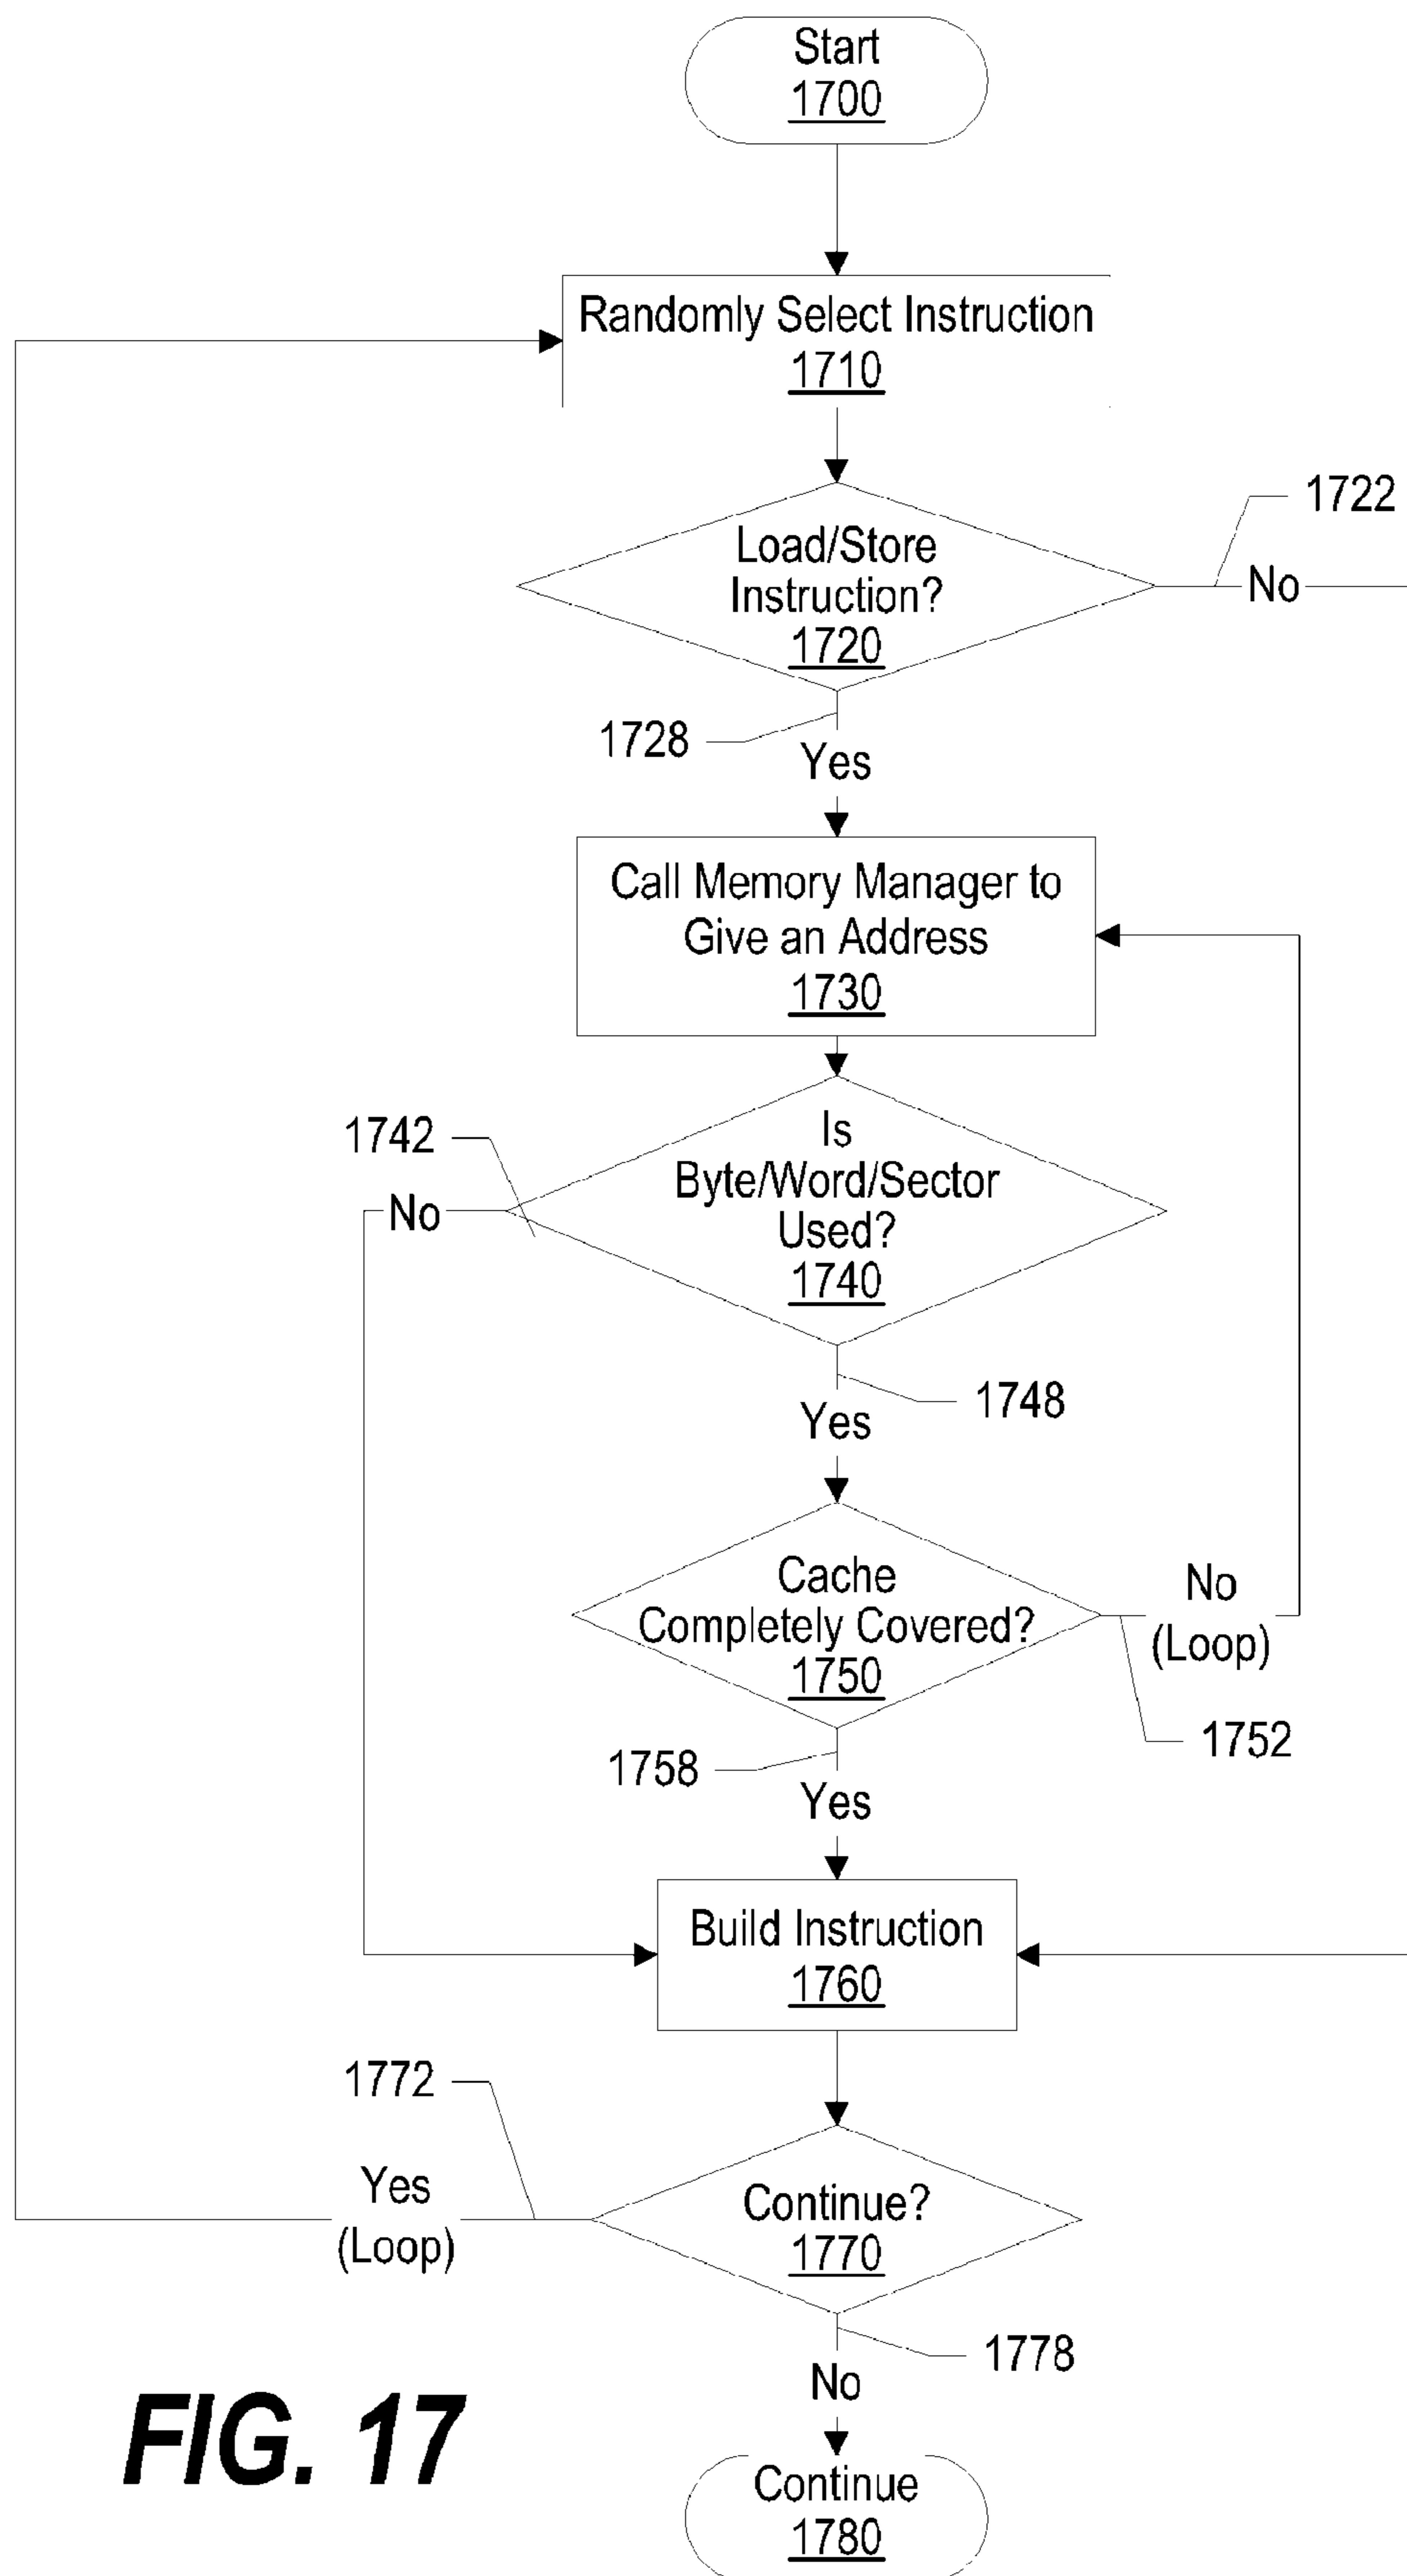 Start
1700
Randomly Select Instruction
1710
1722
Load/Store
Instruction?
1720
No
1728
Yes
Call Memory Manager to
Give an Address
1730
1742
Is
Byte/Word/Sector
Used?
1740
No
1748
Yes
Cache
Completely Covered?
1750
No
(Loop)
1752
1758
Yes
Build Instruction
1760
1772
Yes
(Loop)
Continue?
1770
1778
No
FIG. 17
Continue
1780